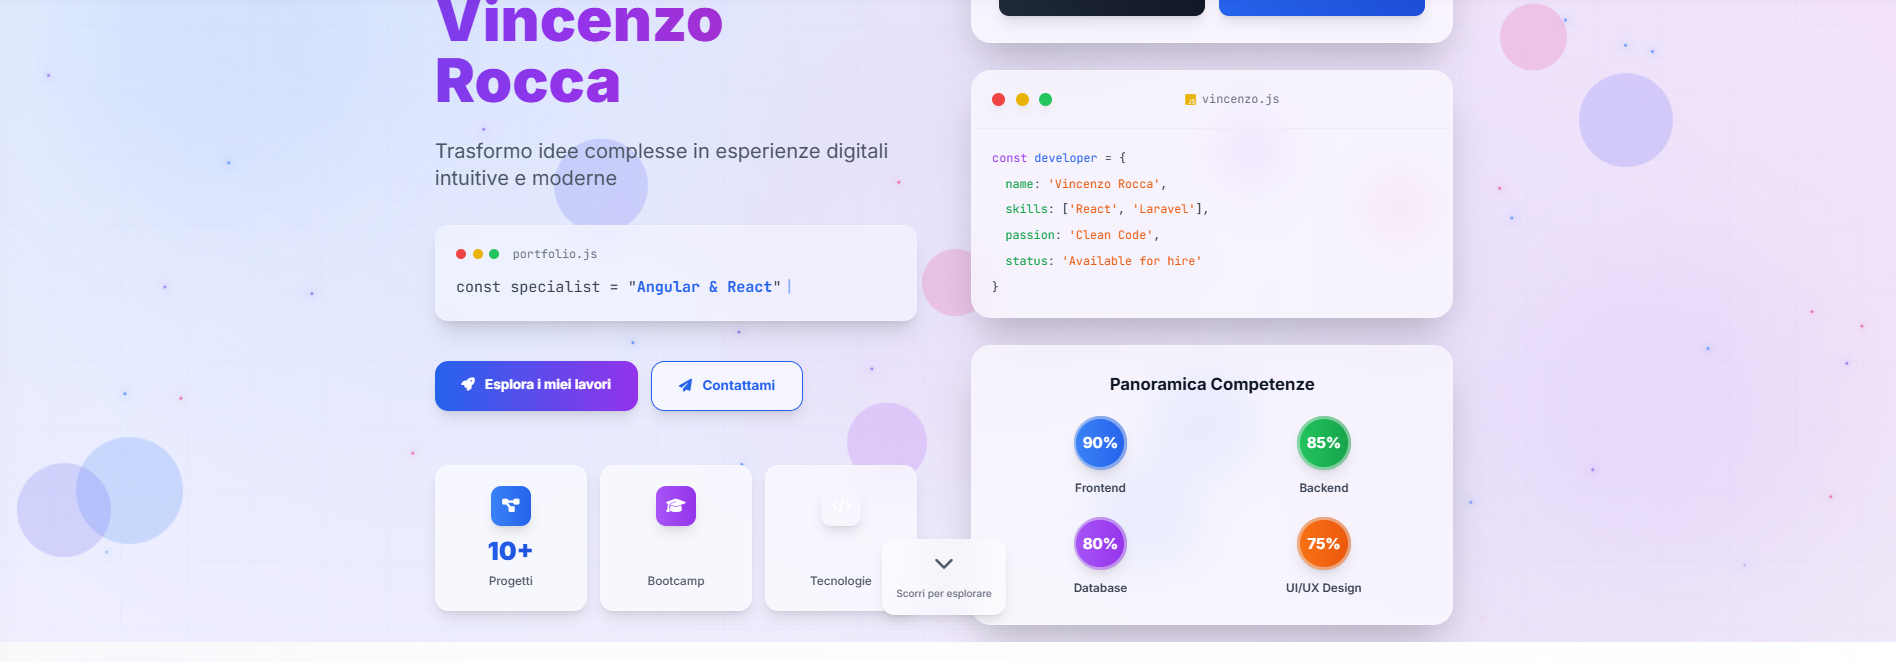 Vincenzo
Rocca
Trasformo idee complesse in esperienze digitali
intuitive e moderne
portfolio.js
const specialist = "Angular & React"|
Esplora i miei lavori
Contattami
10+
Progetti
Bootcamp
Tecnologie
Scorri per esplorare
JS vincenzo.js
const developer = {
name: 'Vincenzo Rocca',
skills: ['React', 'Laravel'],
passion: 'Clean Code',
status: 'Available for hire'
}
Panoramica Competenze
90%
Frontend
85%
Backend
80%
Database
75%
UI/UX Design